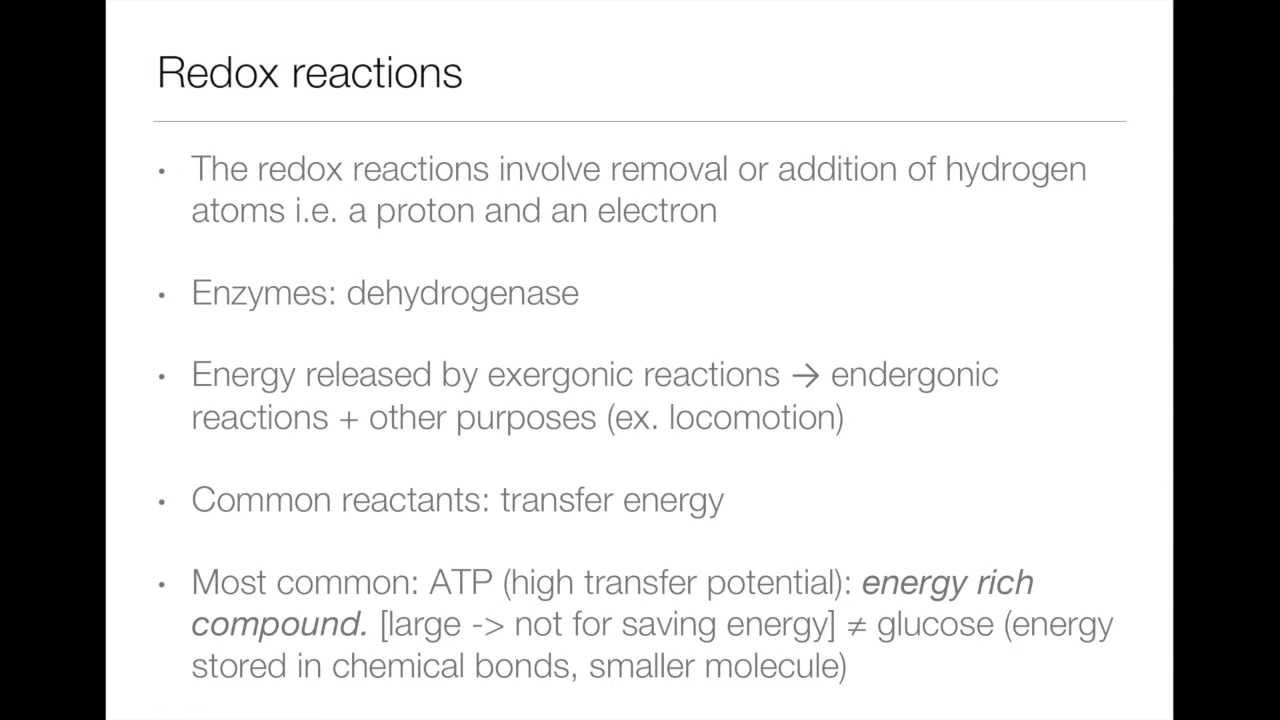 Redox reactions
• The redox reactions involve removal or addition of hydrogen
atoms i.e. a proton and an electron
• Enzymes: dehydrogenase
• Energy released by exergonic reactions → endergonic
reactions + other purposes (ex. locomotion)
• Common reactants: transfer energy
• Most common: ATP (high transfer potential): energy rich
compound. [large -> not for saving energy] ≠ glucose (energy
stored in chemical bonds, smaller molecule)